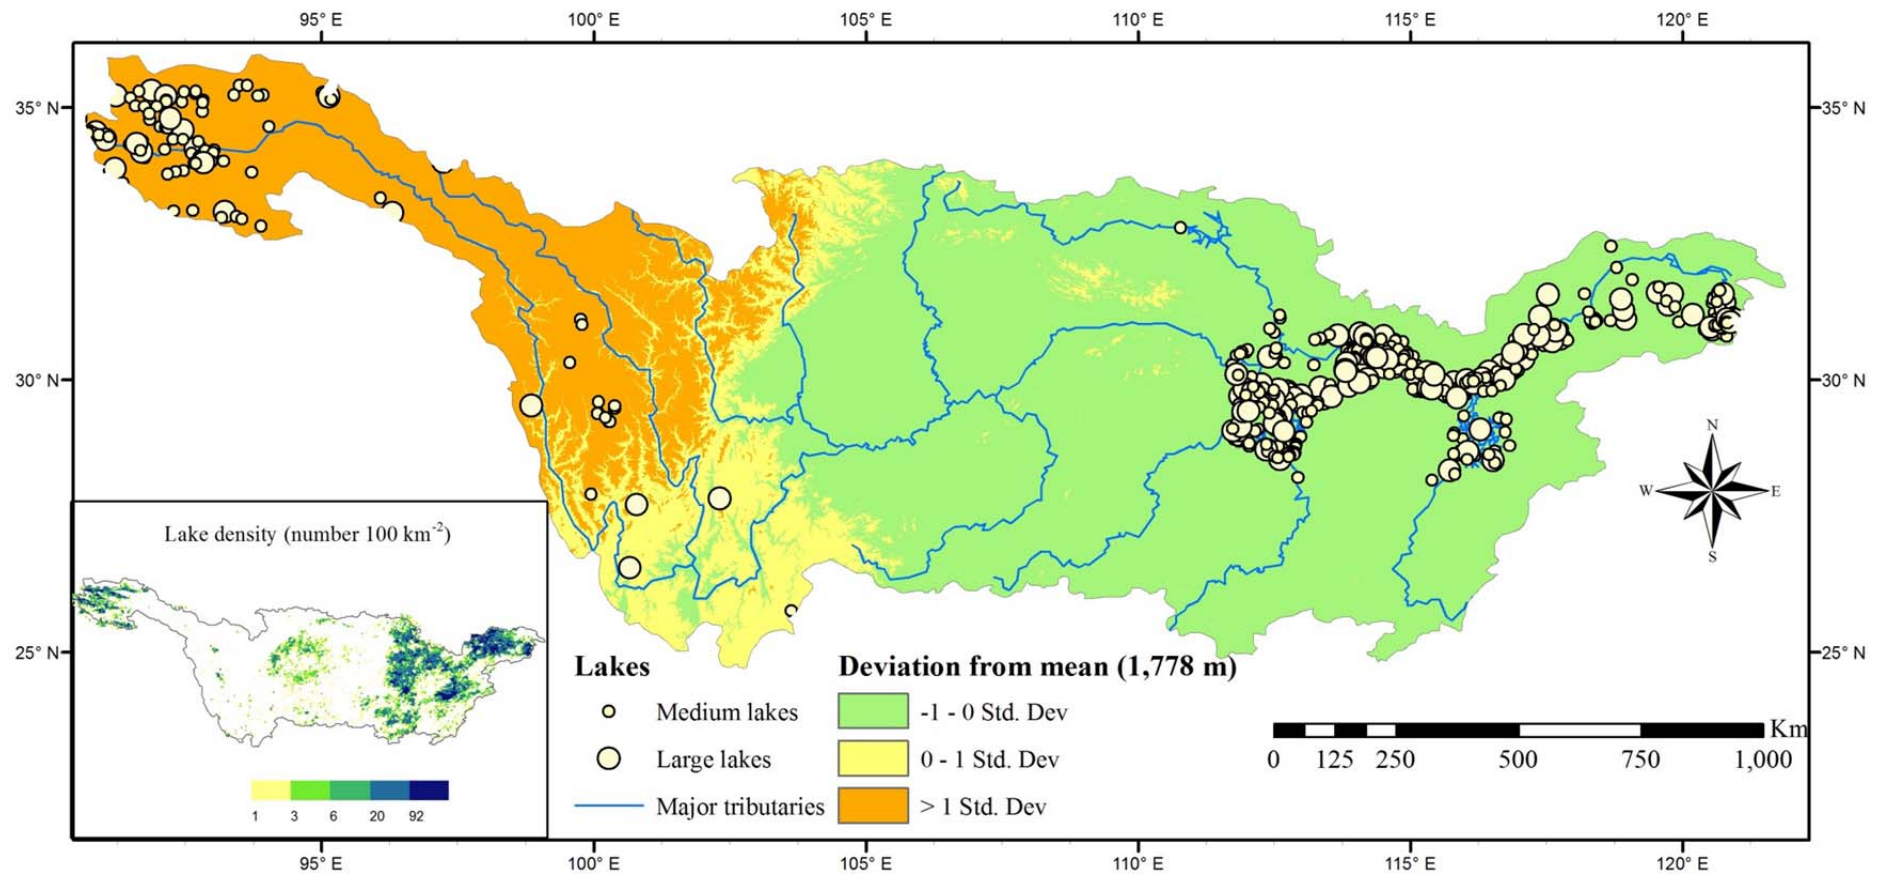 95° E 100° E 105° E 110° E 115° E 120° E
35° N 35° N
30° N 30° N
N
W E
S
Lake density (number 100 km⁻²)
25° N 25° N
Lakes Deviation from mean (1,778 m)
Medium lakes -1 - 0 Std. Dev
Large lakes 0 - 1 Std. Dev
Major tributaries > 1 Std. Dev
Km
0 125 250 500 750 1,000
1 3 6 20 92
95° E 100° E 105° E 110° E 115° E 120° E